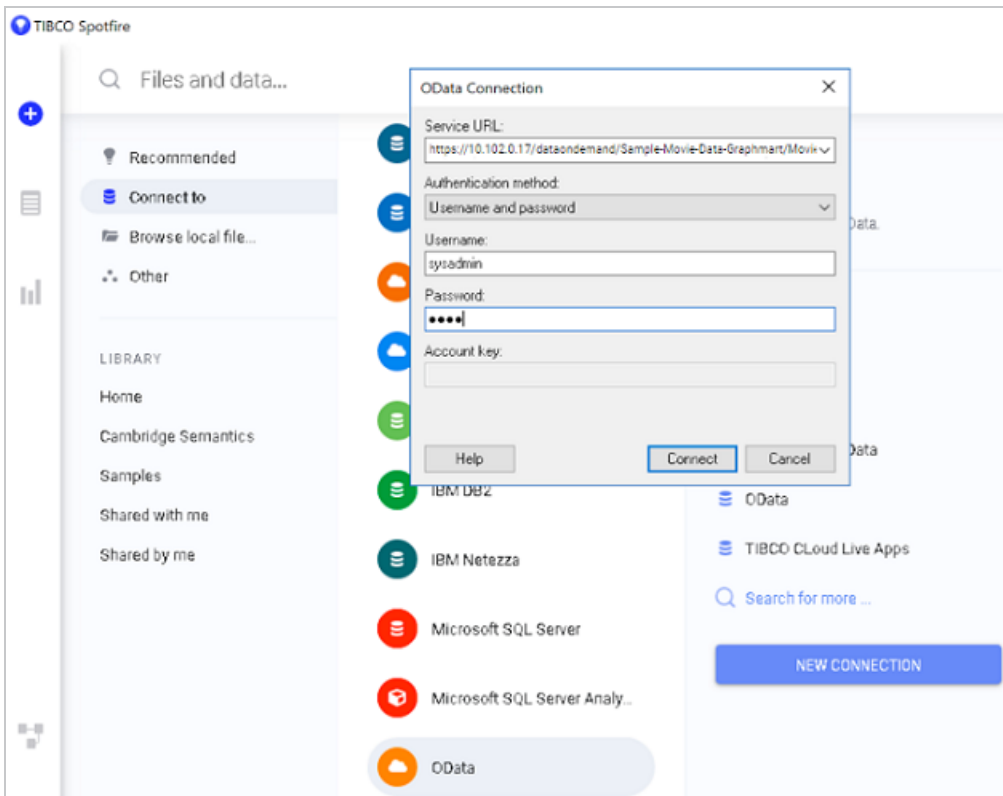 TIBCO Spotfire
Files and data...
Recommended
Connect to
Browse local file...
Other
LIBRARY
Home
Cambridge Semantics
Samples
Shared with me
Shared by me
OData Connection
Service URL:
https://10.102.0.17/dataondemand/Sample-Movie-Data-Graphmart/Movie
Authentication method:
Username and password
Username:
sysadmin
Password:
••••
Account key:
Help
Connect
Cancel
IBM DB2
IBM Netezza
Microsoft SQL Server
Microsoft SQL Server Analy...
OData
Data.
Data
OData
TIBCO CLoud Live Apps
Search for more ...
NEW CONNECTION